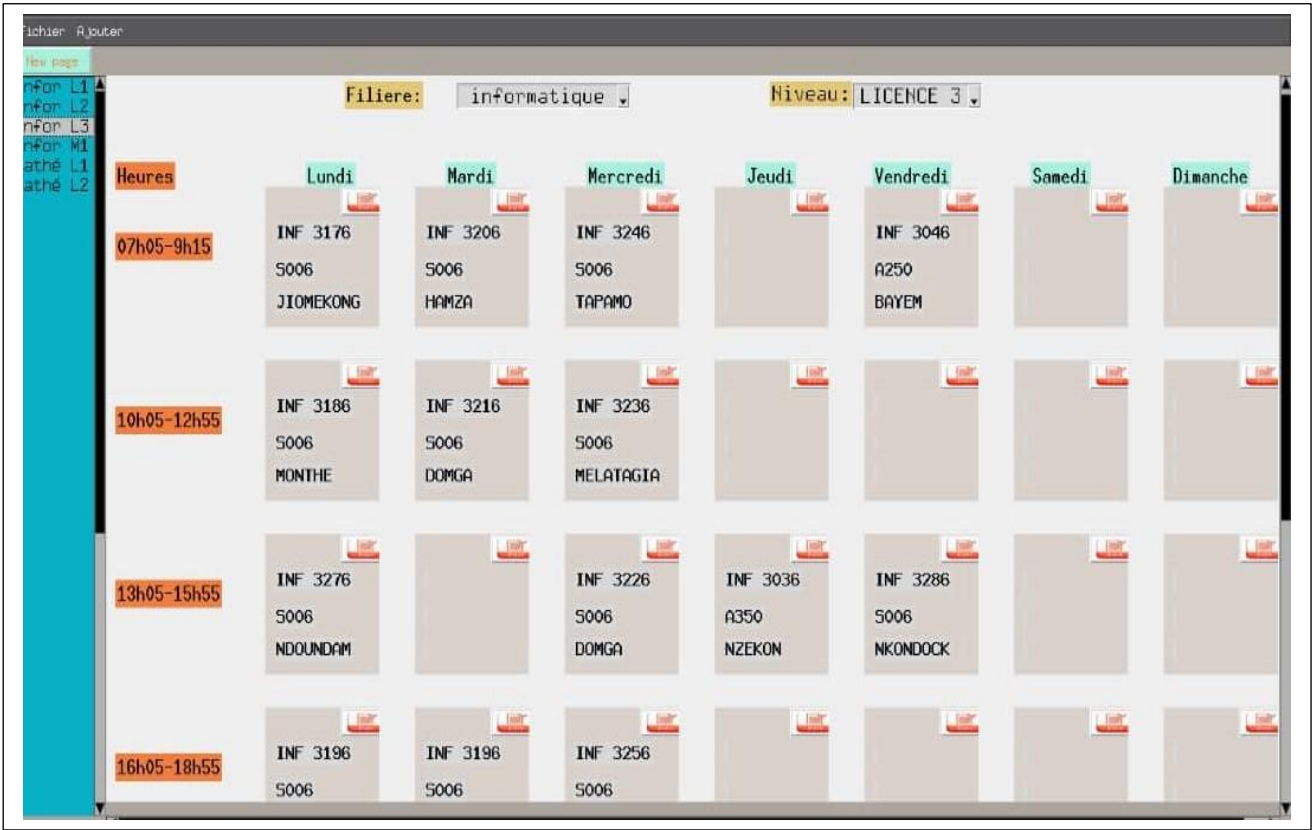 Fichier Ajouter
New page
nfor L1
nfor L2
nfor L3
nfor M1
athé L1
athé L2
Filiere: informatique Niveau: LICENCE 3
Heures Lundi Mardi Mercredi Jeudi Vendredi Samedi Dimanche
07h05-9h15
INF 3176 INF 3206 INF 3246 INF 3046
S006 S006 S006 A250
JIOMEKONG HAMZA TAPAMO BAYEM
10h05-12h55
INF 3186 INF 3216 INF 3236
S006 S006 S006
MONTHE DOMGA MELATAGIA
13h05-15h55
INF 3276 INF 3226 INF 3036 INF 3286
S006 S006 A350 S006
NDOUNDAM DOMGA NZEKON NKONDOCK
16h05-18h55
INF 3196 INF 3196 INF 3256
S006 S006 S006